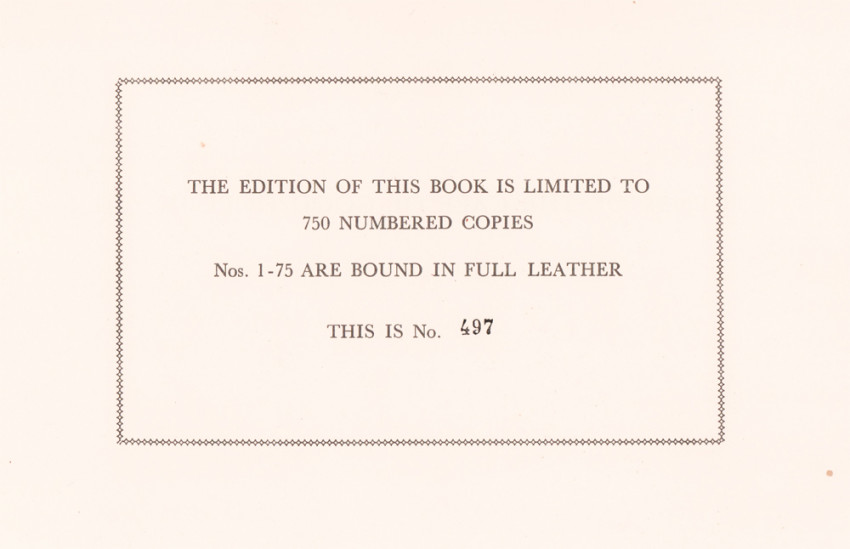 THE EDITION OF THIS BOOK IS LIMITED TO
750 NUMBERED COPIES
Nos. 1-75 ARE BOUND IN FULL LEATHER
THIS IS No. 497